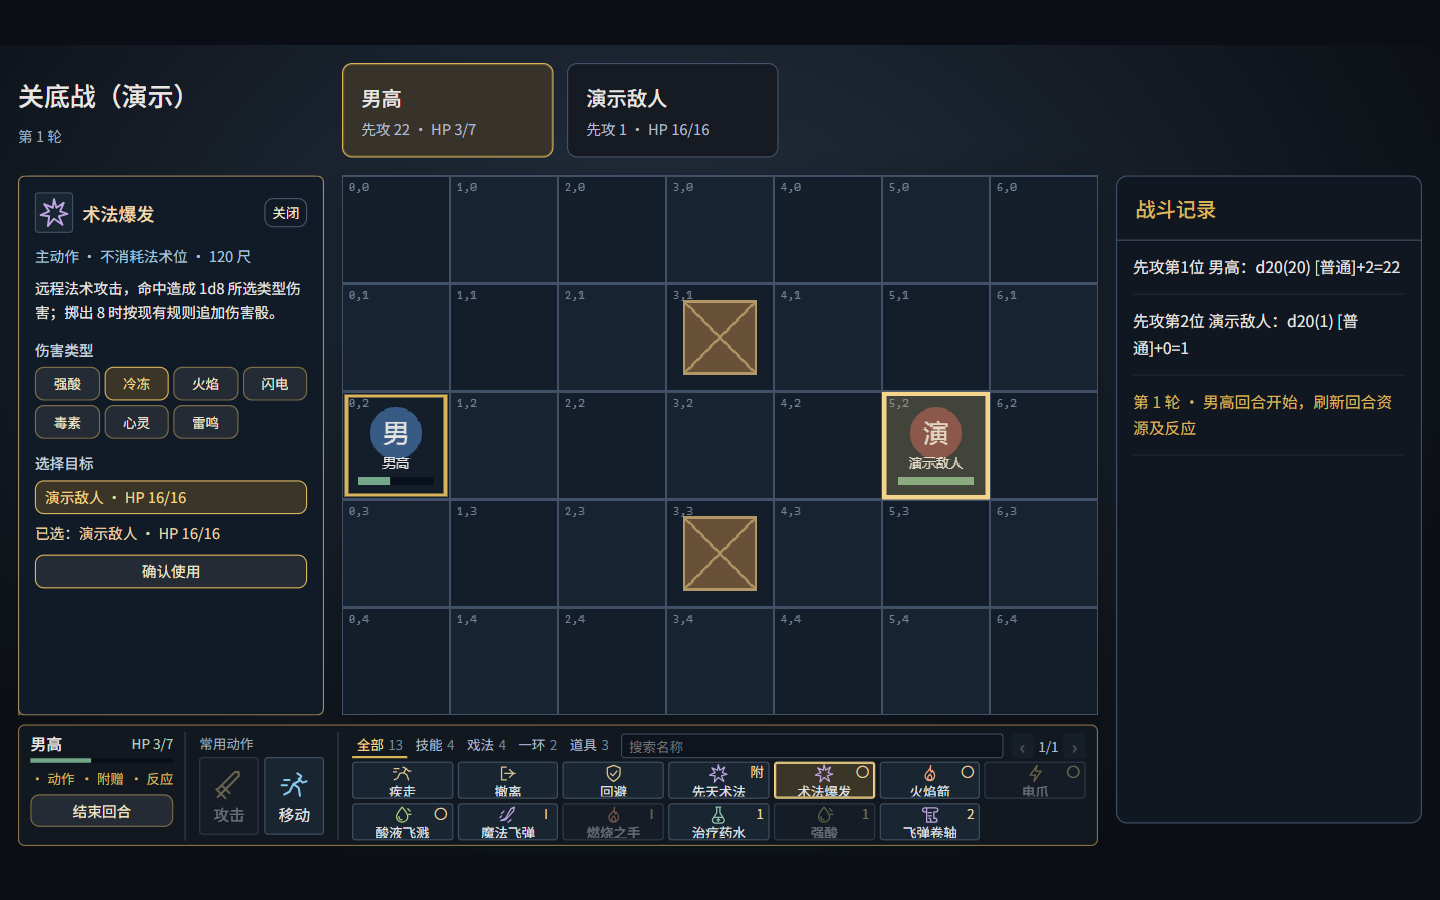 关底战（演示）
第 1 轮
男高
先攻 22 · HP 3/7
演示敌人
先攻 1 · HP 16/16
术法爆发
关闭
主动作 · 不消耗法术位 · 120 尺
远程法术攻击，命中造成 1d8 所选类型伤
害；掷出 8 时按现有规则追加伤害骰。
伤害类型
强酸 冷冻 火焰 闪电
毒素 心灵 雷鸣
选择目标
演示敌人 · HP 16/16
已选：演示敌人 · HP 16/16
确认使用
0,0 1,0 2,0 3,0 4,0 5,0 6,0
0,1 1,1 2,1 3,1 4,1 5,1 6,1
0,2 1,2 2,2 3,2 4,2 5,2 6,2
男
男高
演
演示敌人
0,3 1,3 2,3 3,3 4,3 5,3 6,3
0,4 1,4 2,4 3,4 4,4 5,4 6,4
战斗记录
先攻第1位 男高：d20(20) [普通]+2=22
先攻第2位 演示敌人：d20(1) [普
通]+0=1
第 1 轮 · 男高回合开始，刷新回合资
源及反应
男高 HP 3/7
· 动作 · 附赠 · 反应
结束回合
常用动作
攻击 移动
全部 13 技能 4 戏法 4 一环 2 道具 3 搜索名称 ‹ 1/1 ›
疾走 撤离 回避 先天术法 附 术法爆发 火焰箭 电爪
酸液飞溅 魔法飞弹 I 燃烧之手 I 治疗药水 1 强酸 1 飞弹卷轴 2